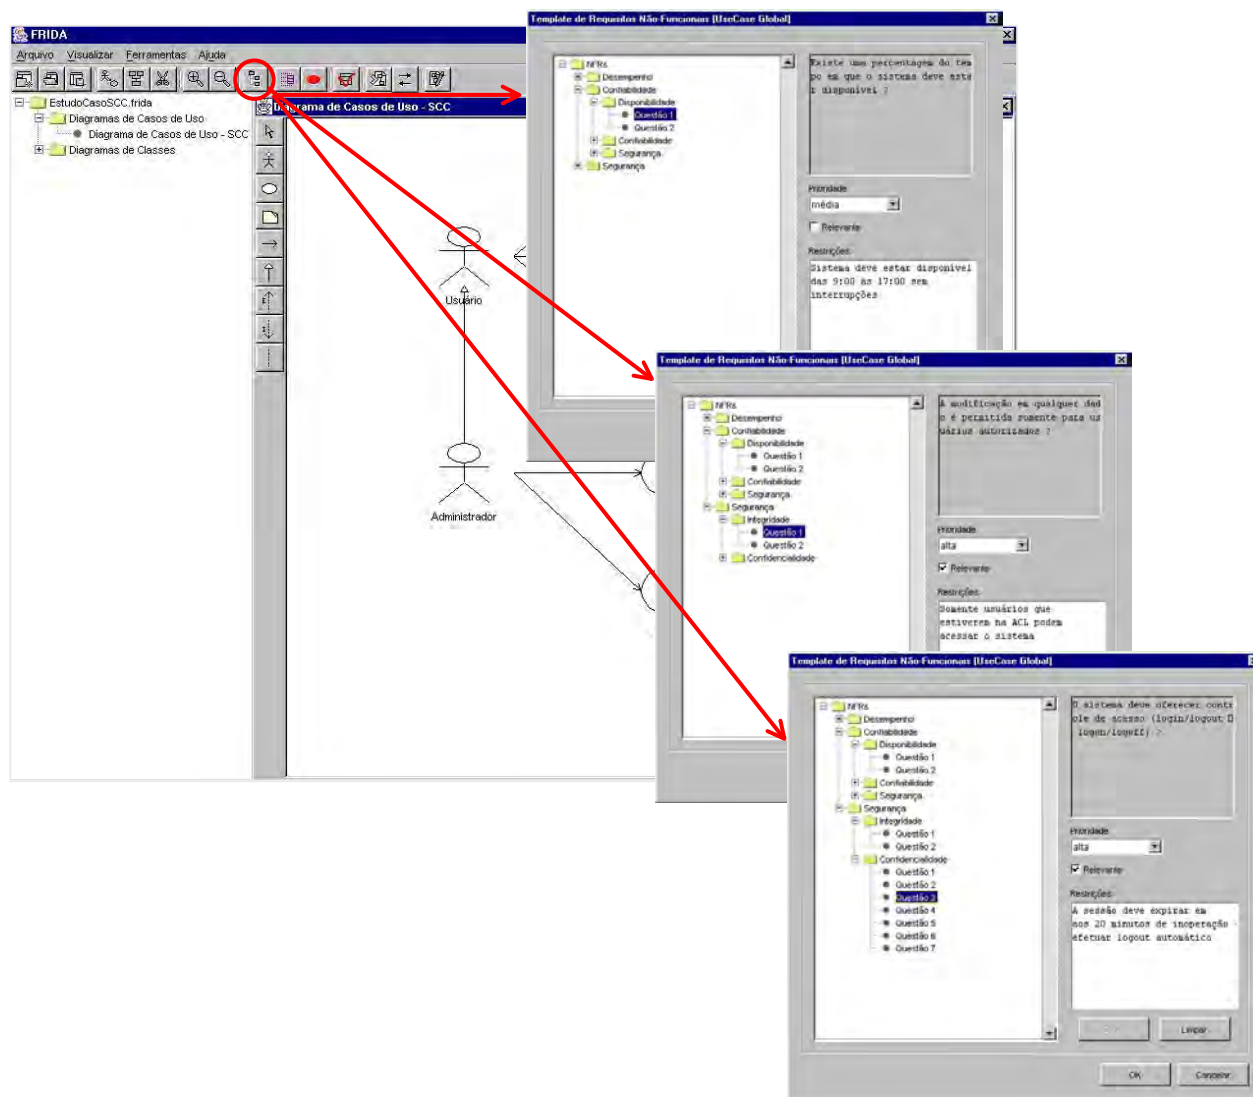 FRIDA
Arquivo Visualizar Ferramentas Ajuda
EstudoCasoSCC.frida
Diagramas de Casos de Uso
Diagrama de Casos de Uso - SCC
Diagramas de Classes
Diagrama de Casos de Uso - SCC
Usuário
Administrador
Template de Requisitos Não-Funcionais [UseCase Global]
NFRs
Desempenho
Confiabilidade
Disponibilidade
Questão 1
Questão 2
Confiabilidade
Segurança
Segurança
Existe uma percentagem do tem
po em que o sistema deve esta
r disponível ?
Prioridade
média
Relevante
Restrições
Sistema deve estar disponível
das 9:00 às 17:00 sem
interrupções
Template de Requisitos Não-Funcionais [UseCase Global]
NFRs
Desempenho
Confiabilidade
Disponibilidade
Questão 1
Questão 2
Confiabilidade
Segurança
Segurança
Integridade
Questão 1
Questão 2
Confidencialidade
A modificação em qualquer dad
o é permitida somente para us
uários autorizados ?
Prioridade
alta
Relevante
Restrições
Somente usuários que
estiverem na ACL podem
acessar o sistema
Template de Requisitos Não-Funcionais [UseCase Global]
NFRs
Desempenho
Confiabilidade
Disponibilidade
Questão 1
Questão 2
Confiabilidade
Segurança
Segurança
Integridade
Questão 1
Questão 2
Confidencialidade
Questão 1
Questão 2
Questão 3
Questão 4
Questão 5
Questão 6
Questão 7
O sistema deve oferecer contr
ole de acesso (login/logout
logon/logoff) ?
Prioridade
alta
Relevante
Restrições
A sessão deve expirar em
aos 20 minutos de inoperação -
efetuar logout automático
Limpar
OK
Cancelar